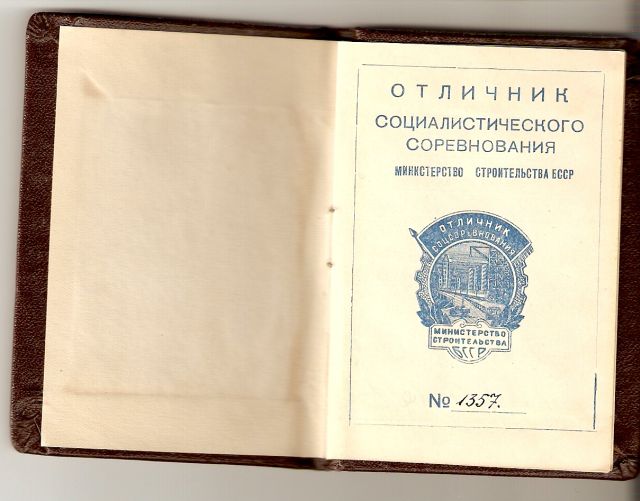 ОТЛИЧНИК
СОЦИАЛИСТИЧЕСКОГО
СОРЕВНОВАНИЯ
МИНИСТЕРСТВО СТРОИТЕЛЬСТВА БССР
ОТЛИЧНИК
СОЦСОРЕВНОВАНИЯ
МИНИСТЕРСТВО
СТРОИТЕЛЬСТВА
БССР
№ 1357.